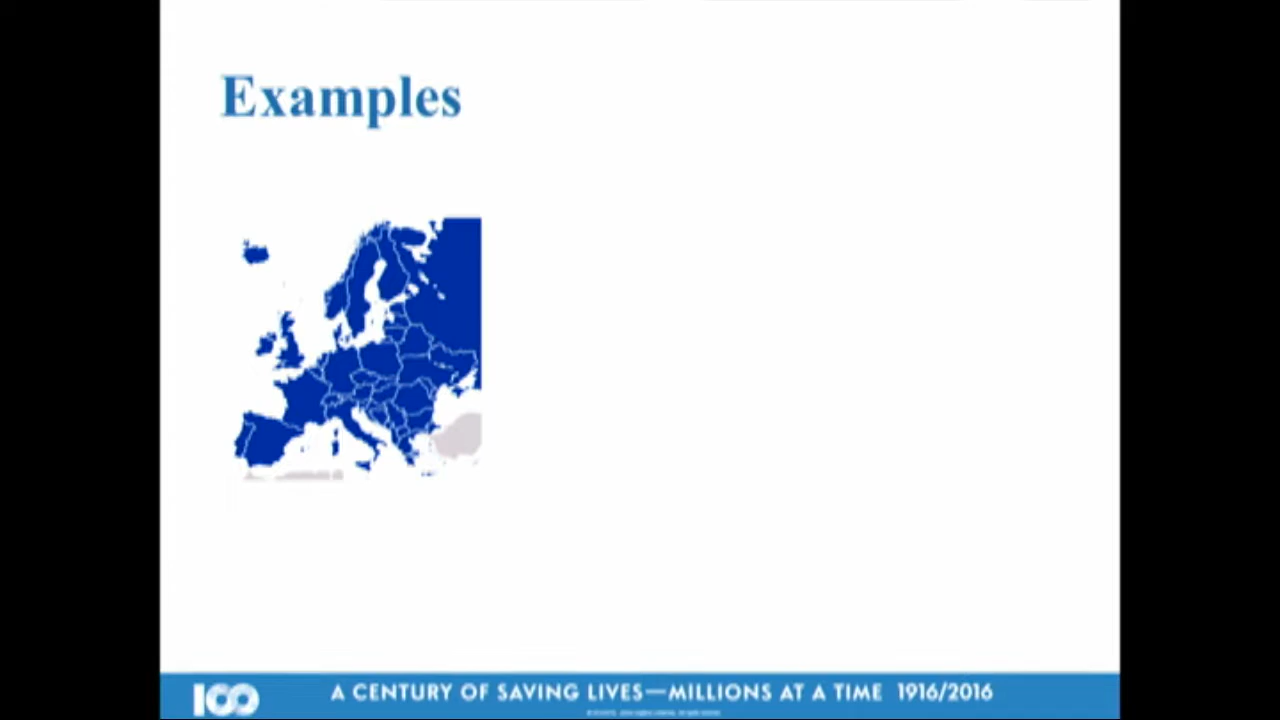 Examples
100
A CENTURY OF SAVING LIVES—MILLIONS AT A TIME 1916/2016